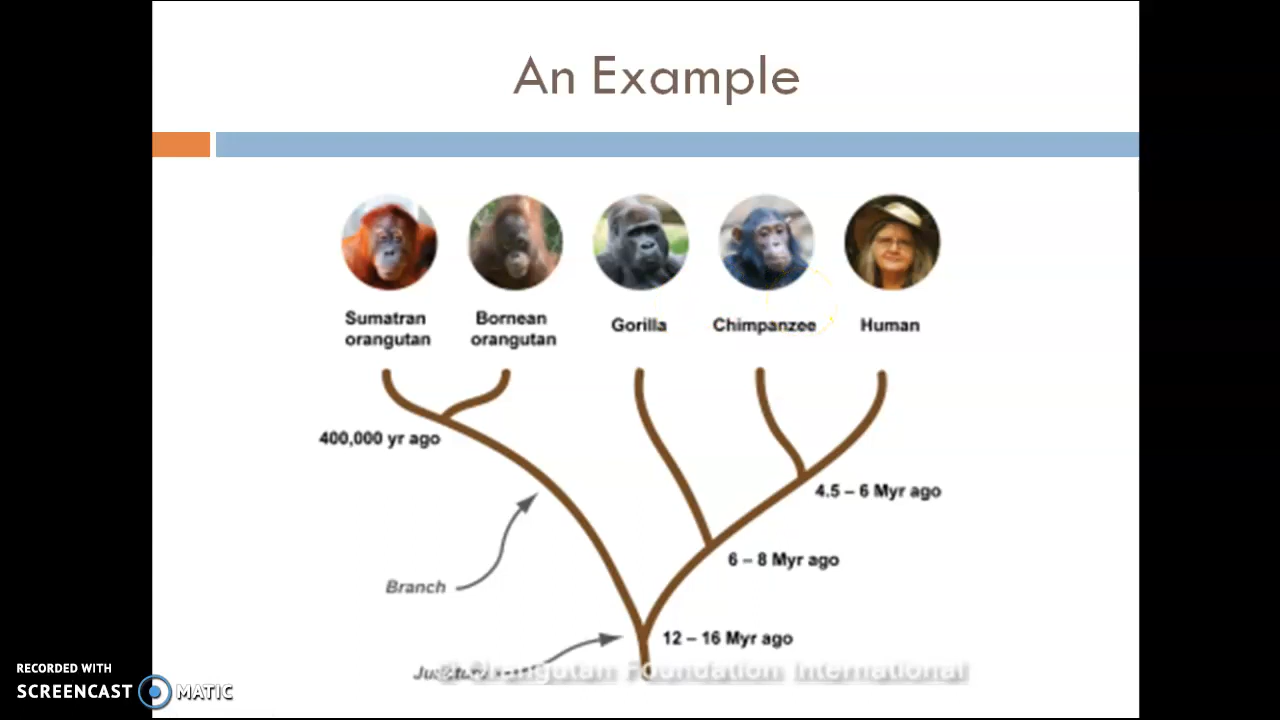 An Example
Sumatran
orangutan
Bornean
orangutan
Gorilla
Chimpanzee
Human
400,000 yr ago
4.5 – 6 Myr ago
6 – 8 Myr ago
Branch
12 – 16 Myr ago
Orangutan Foundation International
RECORDED WITH
SCREENCAST MATIC